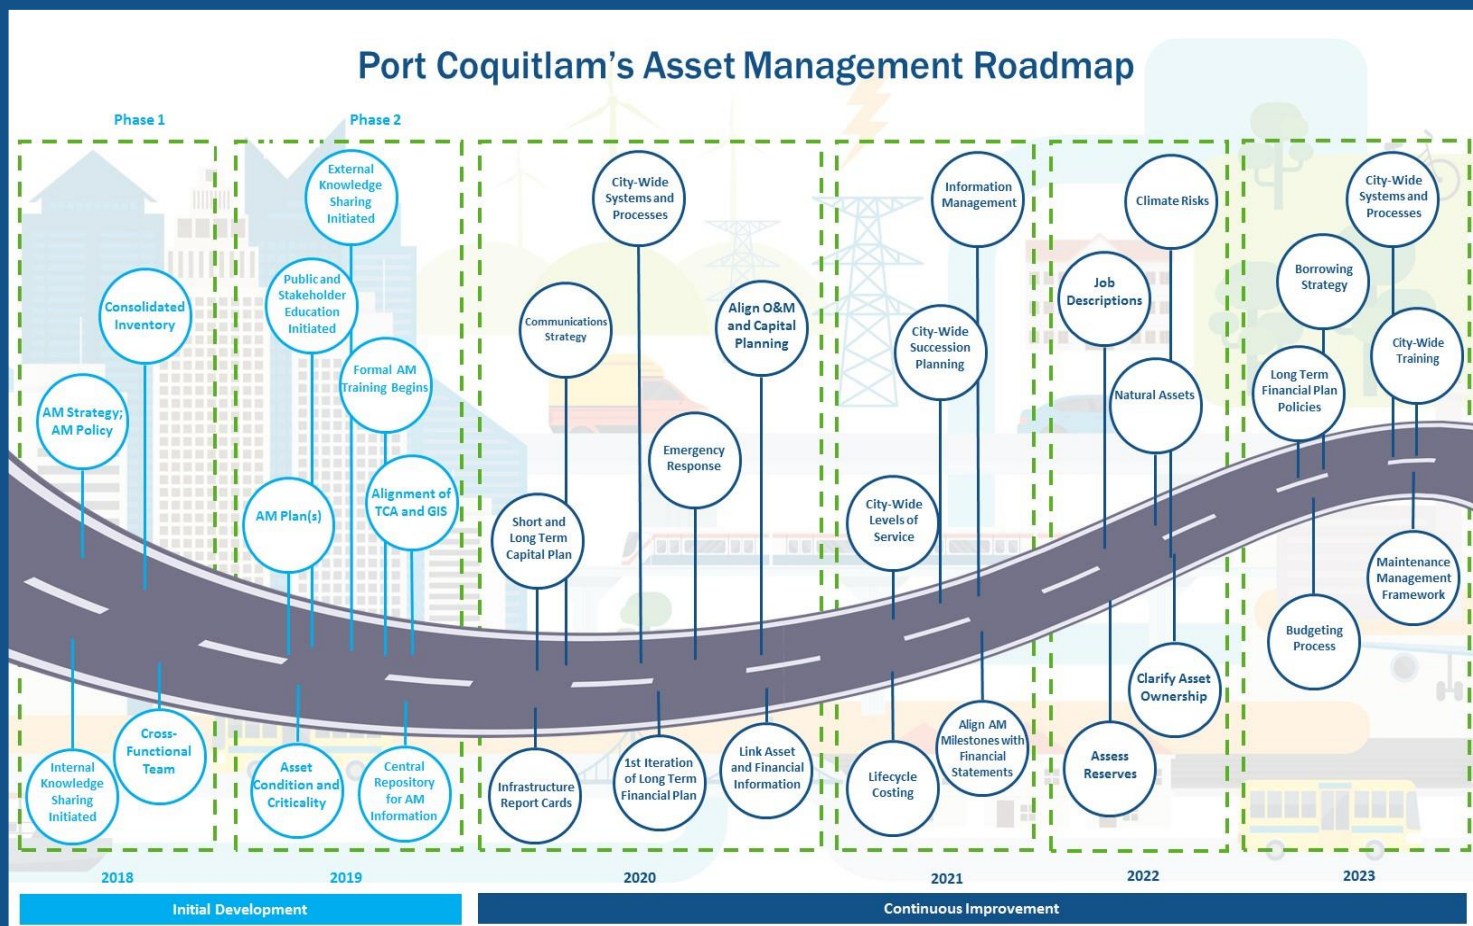 Port Coquitlam's Asset Management Roadmap
Phase 1
Phase 2
AM Strategy;
AM Policy
Consolidated
Inventory
Internal
Knowledge
Sharing
Initiated
Cross-
Functional
Team
2018
External
Knowledge
Sharing
Initiated
Public and
Stakeholder
Education
Initiated
Formal AM
Training Begins
AM Plan(s)
Alignment of
TCA and GIS
Asset
Condition and
Criticality
Central
Repository
for AM
Information
2019
City-Wide
Systems and
Processes
Communications
Strategy
Align O&M
and Capital
Planning
Emergency
Response
Short and
Long Term
Capital Plan
Infrastructure
Report Cards
1st Iteration
of Long Term
Financial Plan
Link Asset
and Financial
Information
2020
Information
Management
City-Wide
Succession
Planning
City-Wide
Levels of
Service
Lifecycle
Costing
Align AM
Milestones with
Financial
Statements
2021
Climate Risks
Job
Descriptions
Natural Assets
Clarify Asset
Ownership
Assess
Reserves
2022
City-Wide
Systems and
Processes
Borrowing
Strategy
City-Wide
Training
Long Term
Financial Plan
Policies
Maintenance
Management
Framework
Budgeting
Process
2023
Initial Development
Continuous Improvement